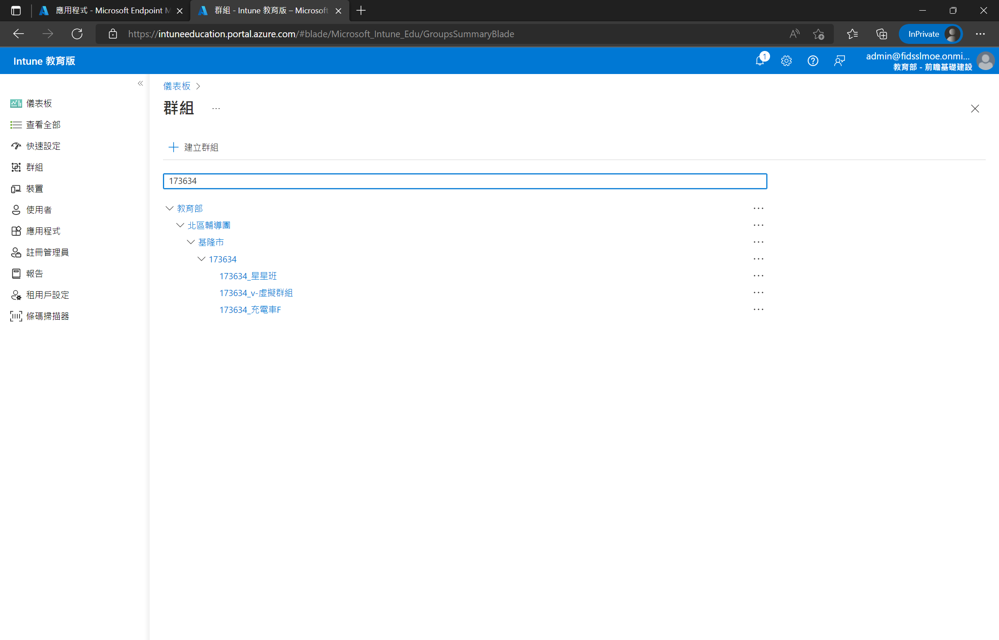 應用程式 - Microsoft Endpoint M
群組 - Intune 教育版 – Microsoft
https://intuneeducation.portal.azure.com/#blade/Microsoft_Intune_Edu/GroupsSummaryBlade
InPrivate
Intune 教育版
1
admin@fidsslmoe.onmi...
教育部 - 前瞻基礎建設
儀表板
查看全部
快速設定
群組
裝置
使用者
應用程式
註冊管理員
報告
租用戶設定
條碼掃描器
儀表板
群組
建立群組
173634
教育部
北區輔導團
基隆市
173634
173634_星星班
173634_v-虛擬群組
173634_充電車F